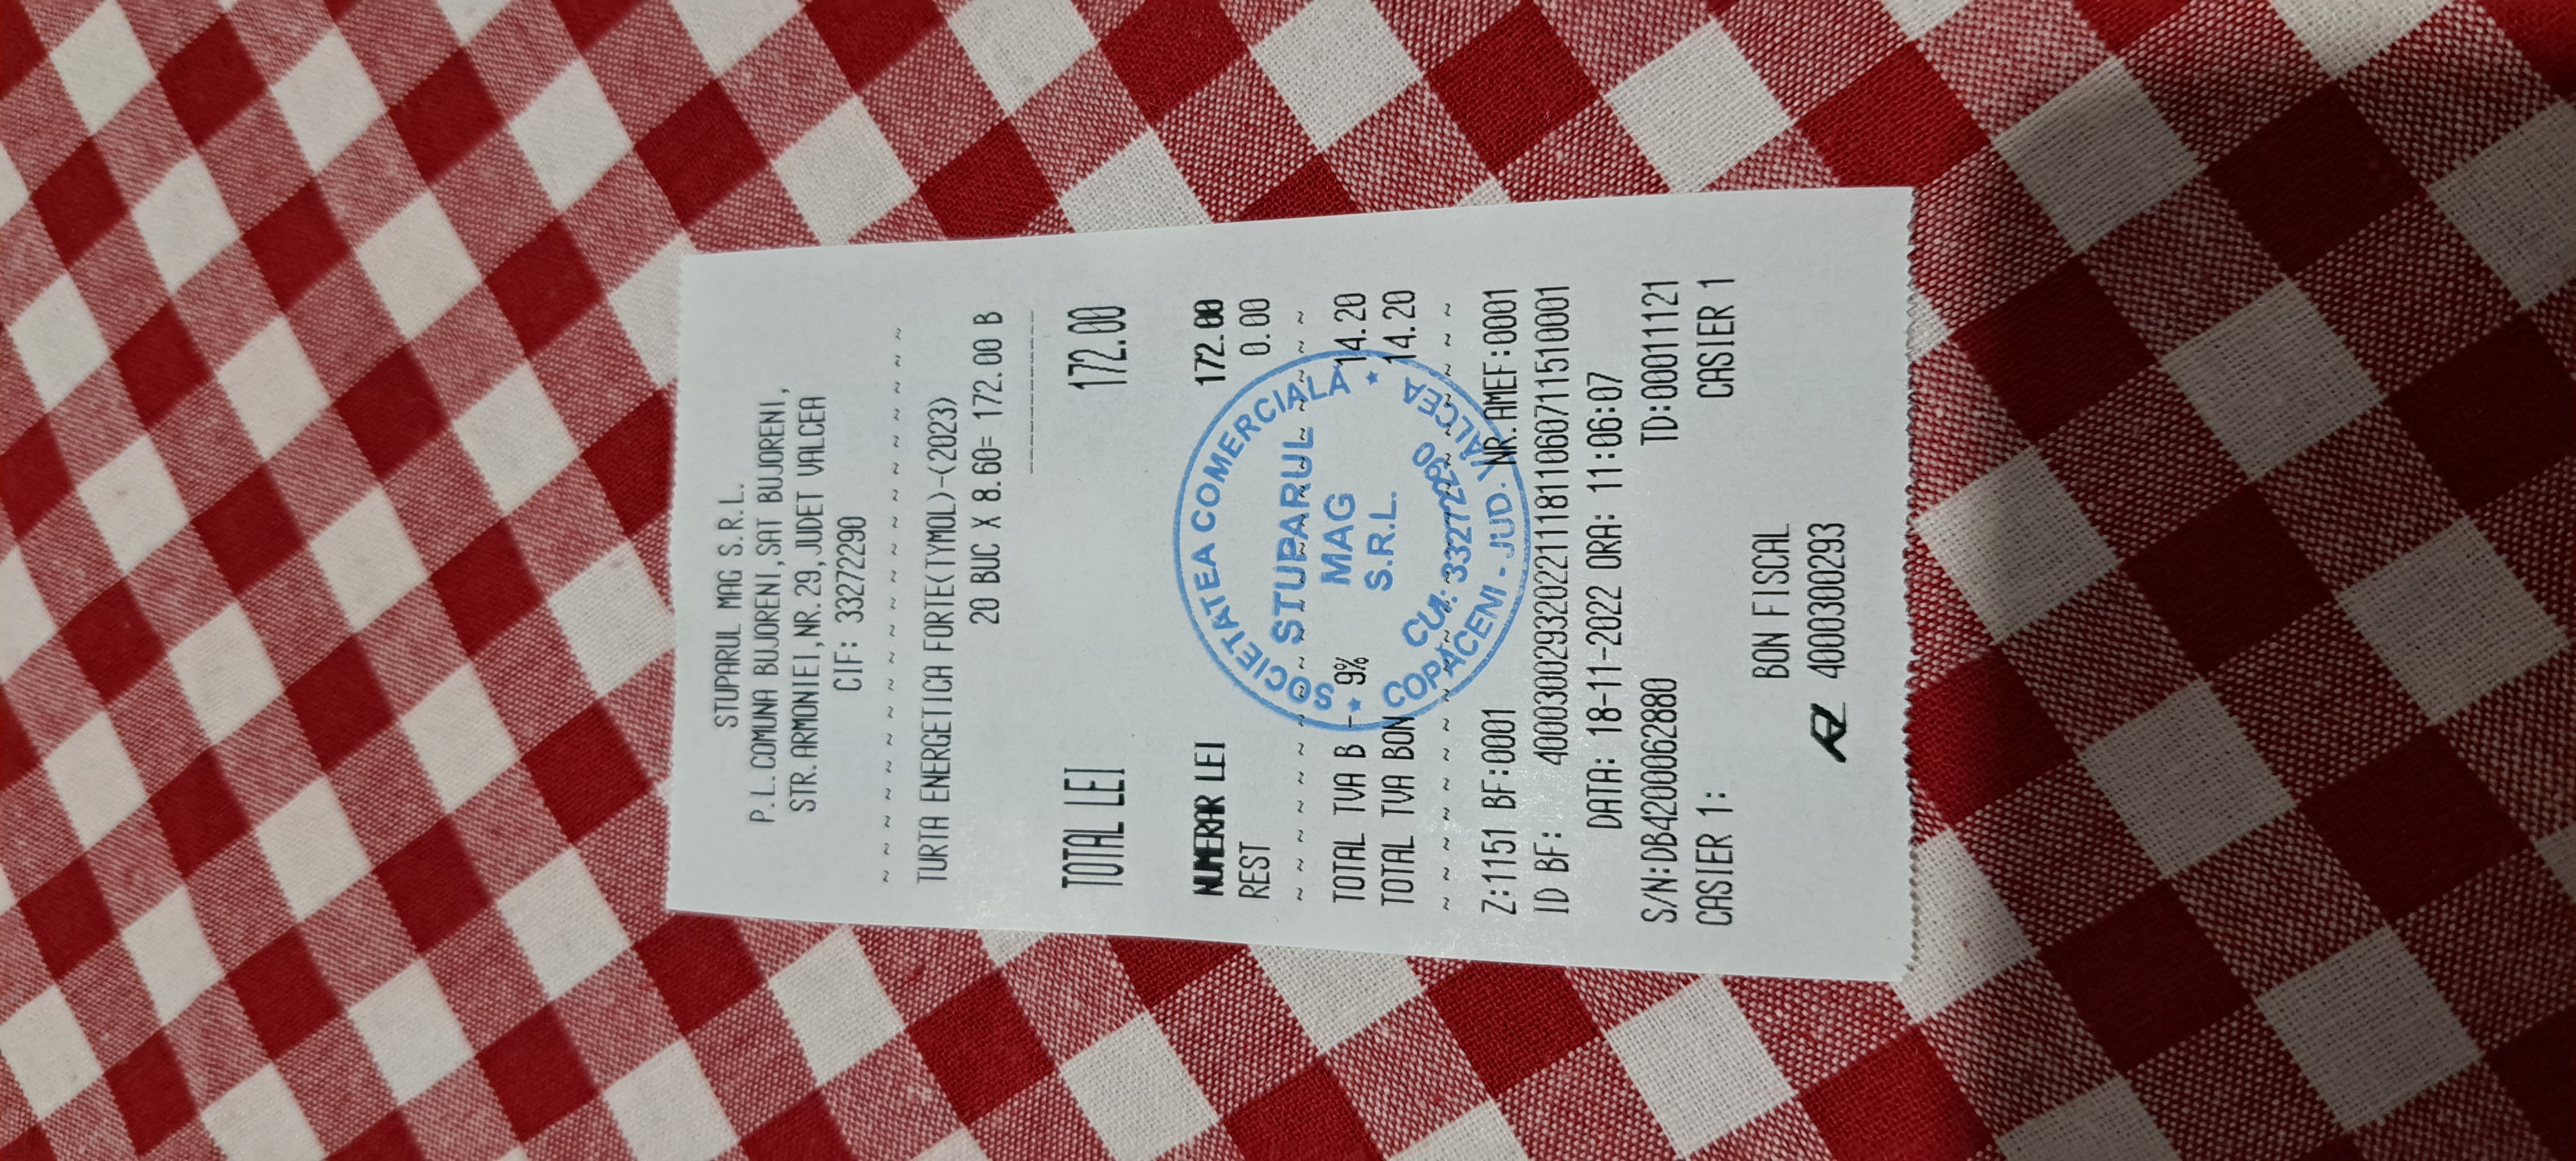 STUPARUL MAG S.R.L.
P.L.COMUNA BUJORENI,SAT BUJORENI,
STR.ARMONIEI,NR.29,JUDET VALCEA
CIF: 33272290
~ ~ ~ ~ ~ ~ ~ ~ ~ ~ ~ ~ ~ ~ ~ ~ ~
TURTA ENERGETICA FORTE(TYMOL)-(2023)
20 BUC X 8.60= 172.00 B
TOTAL LEI 172.00
NUMERAR LEI 172.00
REST 0.00
~ ~ ~ ~ ~ ~ ~ ~ ~ ~ ~ ~ ~ ~ ~ ~ ~
TOTAL TVA B - 9% 14.20
TOTAL TVA BON 14.20
~ ~ ~ ~ ~ ~ ~ ~ ~ ~ ~ ~ ~ ~ ~ ~ ~
Z:1151 BF:0001 NR.AMEF:0001
ID BF: 40003002932022111811060711510001
DATA: 18-11-2022 ORA: 11:06:07
S/N:DB4200062880 TD:00011121
CASIER 1: CASIER 1
BON FISCAL
4000300293
SOCIETATEA COMERCIALA
STUPARUL
MAG
S.R.L.
CUI: 33272290
COPACENI - JUD. VÂLCEA